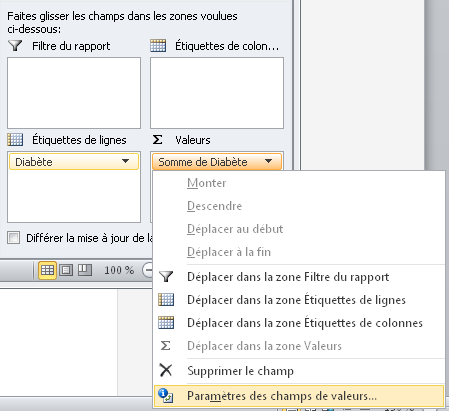 Faites glisser les champs dans les zones voulues
ci-dessous:
Filtre du rapport
Étiquettes de colon...
Étiquettes de lignes
Σ Valeurs
Diabète
Somme de Diabète
Monter
Descendre
Déplacer au début
Déplacer à la fin
Différer la mise à jour de la
100 %
Déplacer dans la zone Filtre du rapport
Déplacer dans la zone Étiquettes de lignes
Déplacer dans la zone Étiquettes de colonnes
Σ Déplacer dans la zone Valeurs
Supprimer le champ
Paramètres des champs de valeurs...